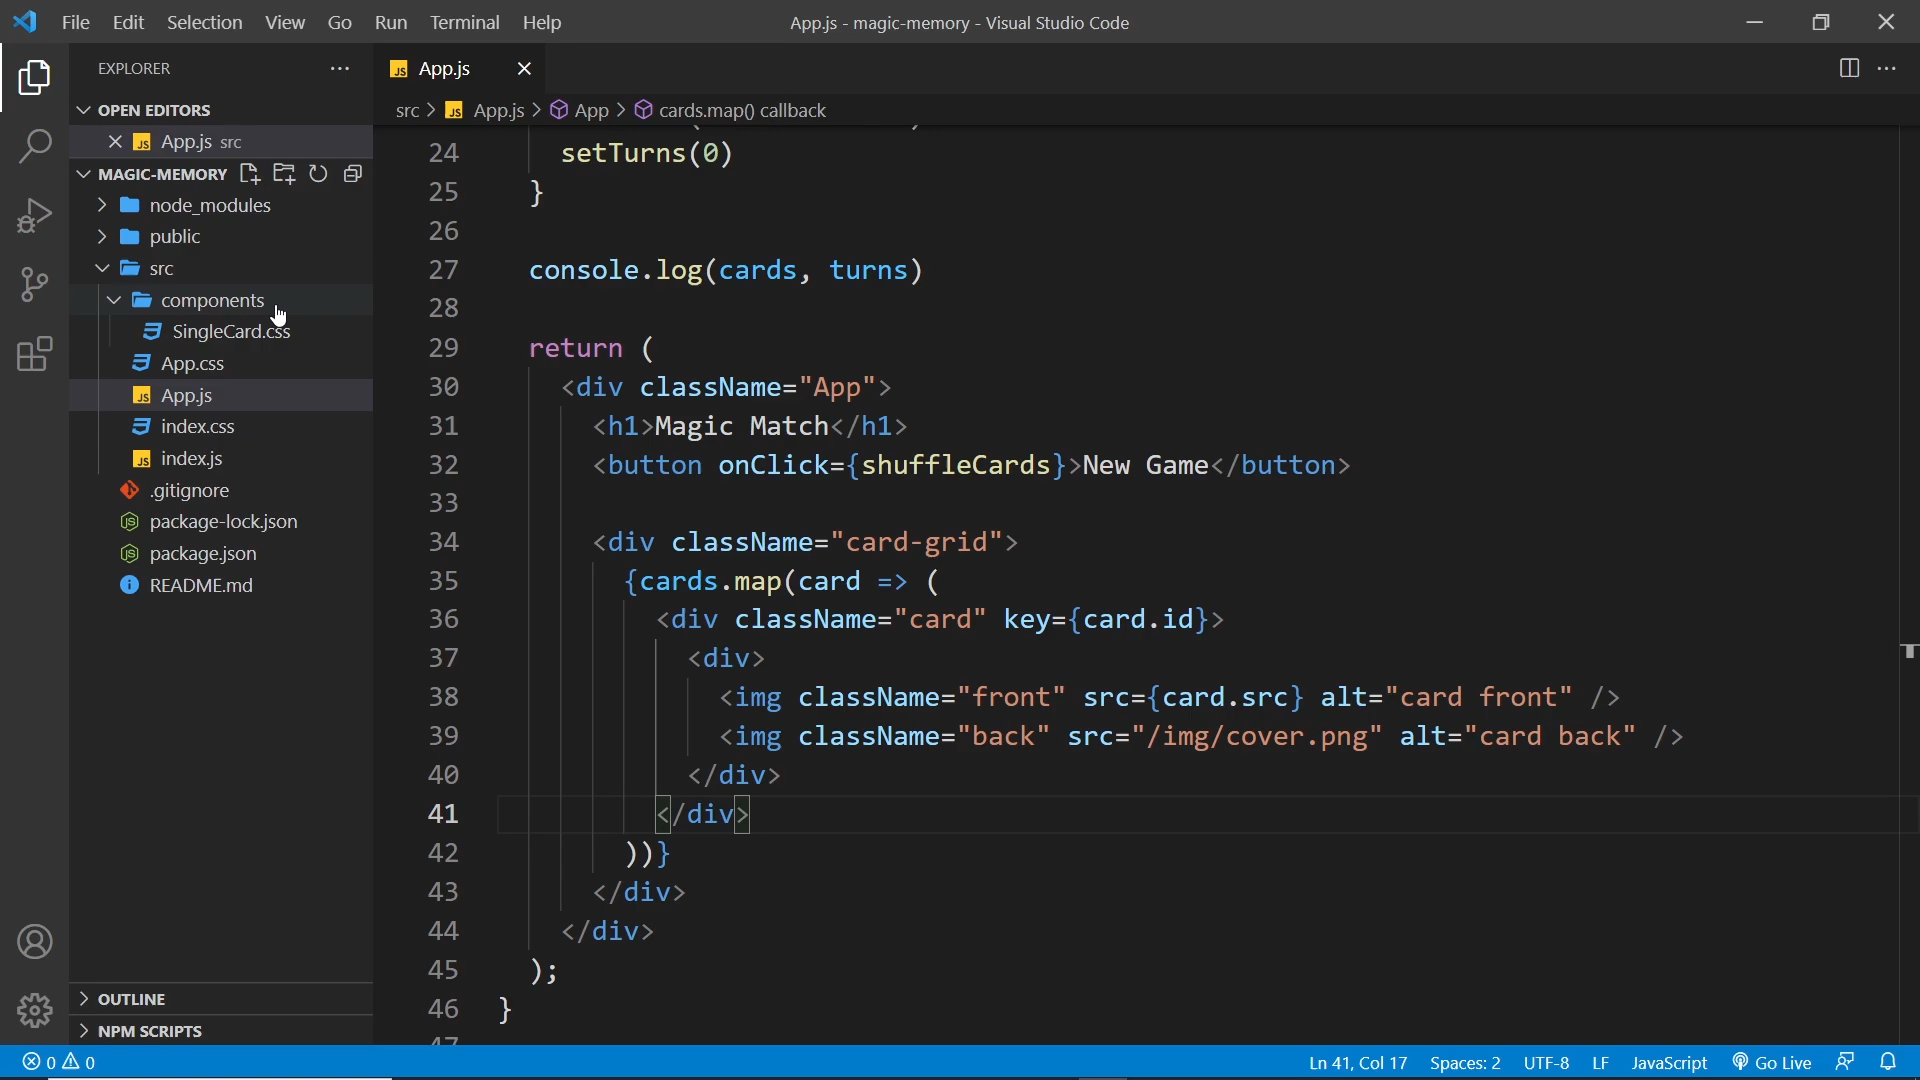 File Edit Selection View Go Run Terminal Help
App.js - magic-memory - Visual Studio Code
EXPLORER
OPEN EDITORS
App.js src
MAGIC-MEMORY
node_modules
public
src
components
SingleCard.css
App.css
App.js
index.css
index.js
.gitignore
package-lock.json
package.json
README.md
OUTLINE
NPM SCRIPTS
App.js
src > App.js > App > cards.map() callback
24 setTurns(0)
25 }
26
27 console.log(cards, turns)
28
29 return (
30 <div className="App">
31 <h1>Magic Match</h1>
32 <button onClick={shuffleCards}>New Game</button>
33
34 <div className="card-grid">
35 {cards.map(card => (
36 <div className="card" key={card.id}>
37 <div>
38 <img className="front" src={card.src} alt="card front" />
39 <img className="back" src="/img/cover.png" alt="card back" />
40 </div>
41 </div>
42 ))}
43 </div>
44 </div>
45 );
46 }
47
0 0
Ln 41, Col 17 Spaces: 2 UTF-8 LF JavaScript Go Live